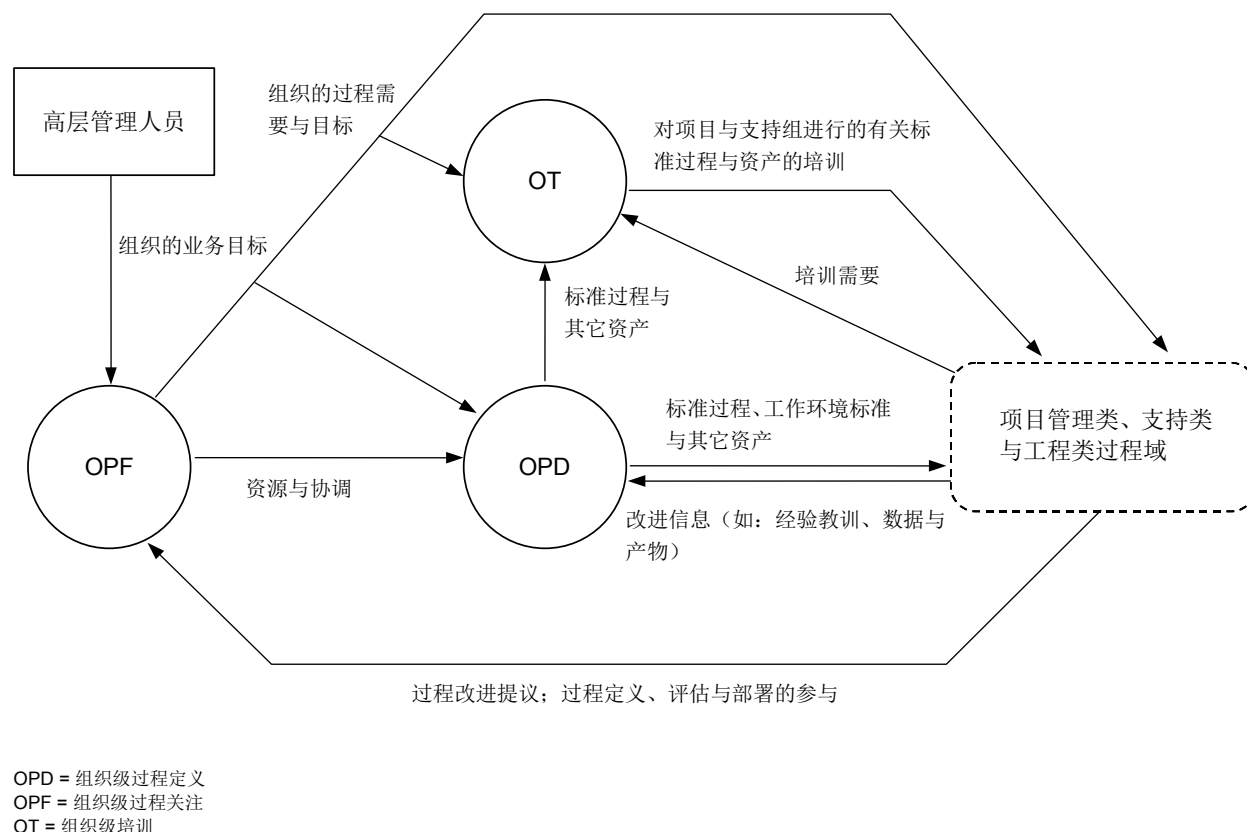 高层管理人员
组织的过程需
要与目标
OT
对项目与支持组进行的有关标
准过程与资产的培训
组织的业务目标
培训需要
标准过程与
其它资产
OPF
资源与协调
OPD
标准过程、工作环境标准
与其它资产
项目管理类、支持类
与工程类过程域
改进信息（如：经验教训、数据与
产物）
过程改进提议；过程定义、评估与部署的参与
OPD = 组织级过程定义
OPF = 组织级过程关注
OT = 组织级培训